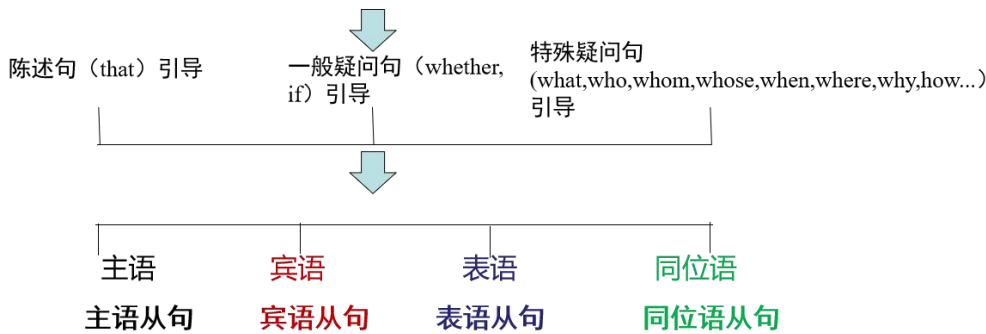 陈述句（that）引导
一般疑问句（whether,
if）引导
特殊疑问句
(what,who,whom,whose,when,where,why,how...）
引导
主语
宾语
表语
同位语
主语从句
宾语从句
表语从句
同位语从句